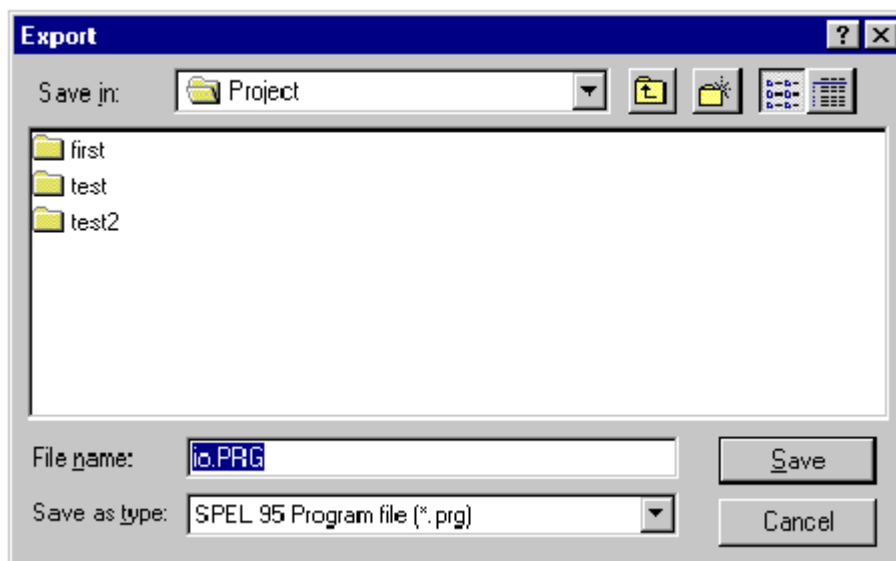 Export
Save in: Project
first
test
test2
File name: io.PRG Save
Save as type: SPEL 95 Program file (*.prg) Cancel